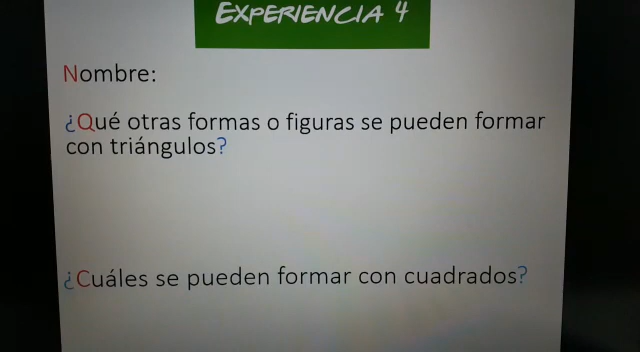 EXPERIENCIA 4
Nombre:
¿Qué otras formas o figuras se pueden formar
con triángulos?
¿Cuáles se pueden formar con cuadrados?